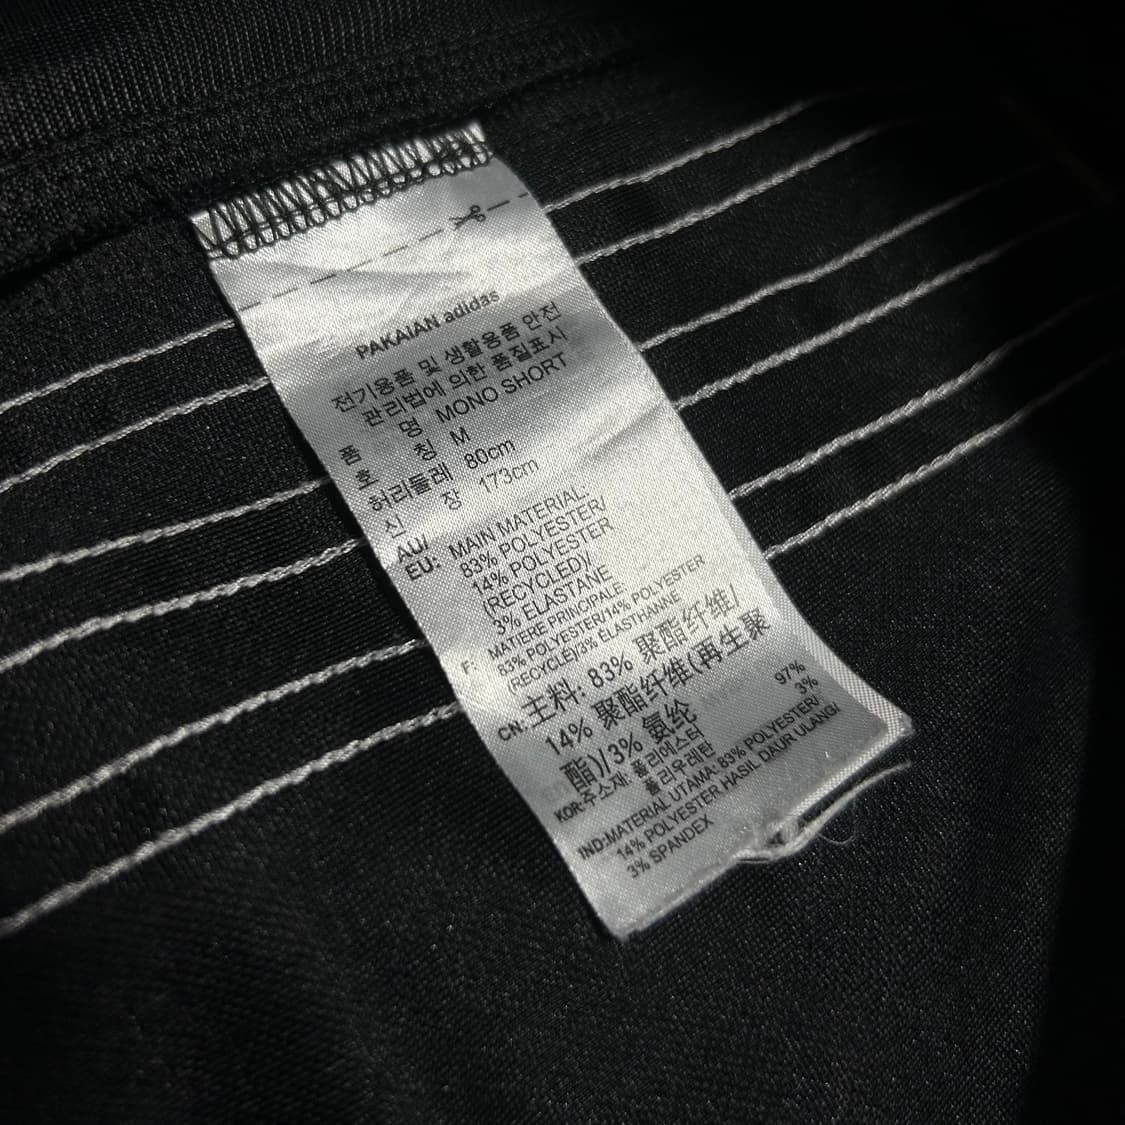 PAKAIAN adidas
전기용품 및 생활용품 안전
관리법에 의한 품질표시
품 명 MONO SHORT
호 칭 M
허리둘레 80cm
신 장 173cm
AU/
EU: MAIN MATERIAL:
83% POLYESTER/
14% POLYESTER
(RECYCLED)/
3% ELASTANE
F: MATIERE PRINCIPALE
83% POLYESTER/14% POLYESTER
(RECYCLE)/3% ÉLASTHANNE
CN: 主料: 83% 聚酯纤维/
14% 聚酯纤维(再生聚
酯)/3% 氨纶
KOR:주소재: 폴리에스터 97%
폴리우레탄 3%
IND:MATERIAL UTAMA: 83% POLYESTER/
14% POLYESTER HASIL DAUR ULANG/
3% SPANDEX